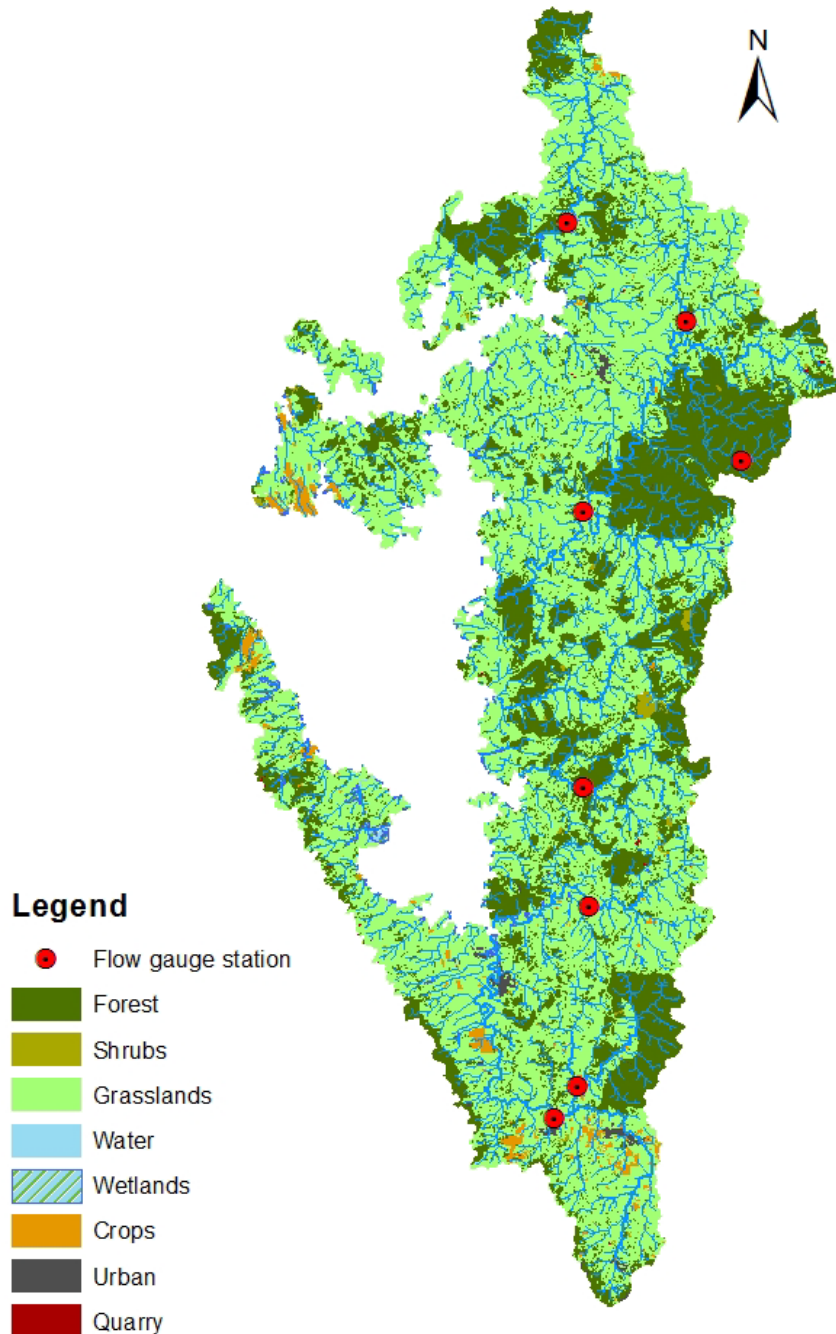 N
Legend
Flow gauge station
Forest
Shrubs
Grasslands
Water
Wetlands
Crops
Urban
Quarry